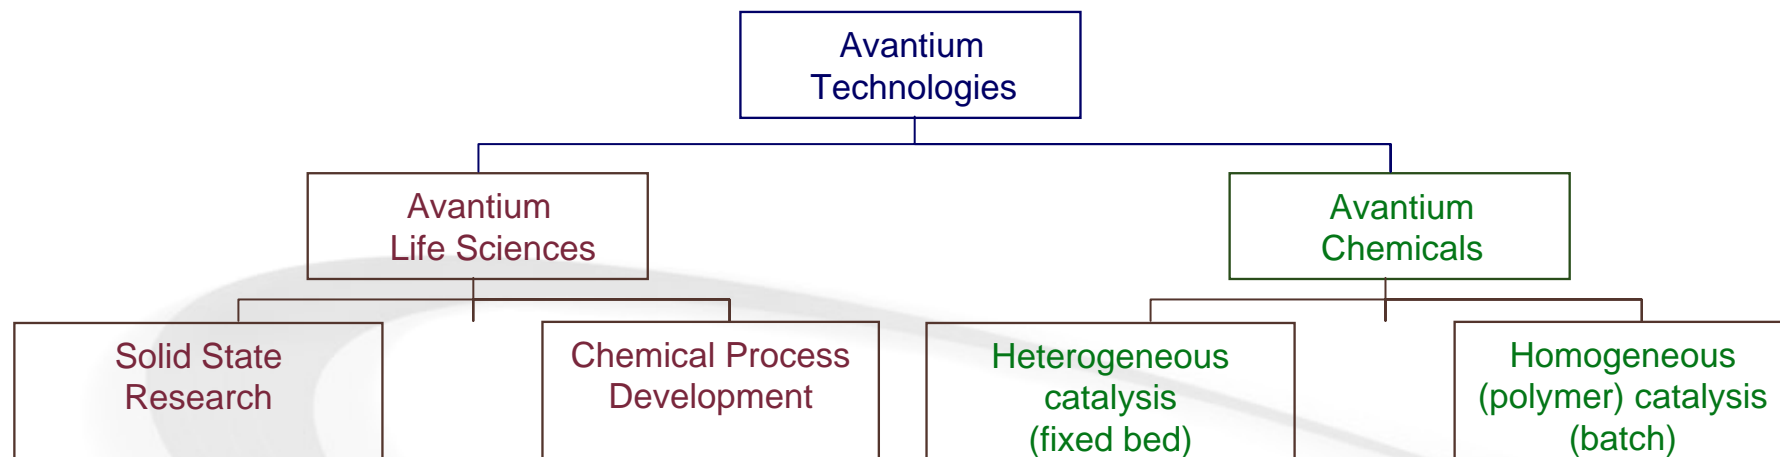 Avantium
Technologies
Avantium
Life Sciences
Avantium
Chemicals
Solid State
Research
Chemical Process
Development
Heterogeneous
catalysis
(fixed bed)
Homogeneous
(polymer) catalysis
(batch)